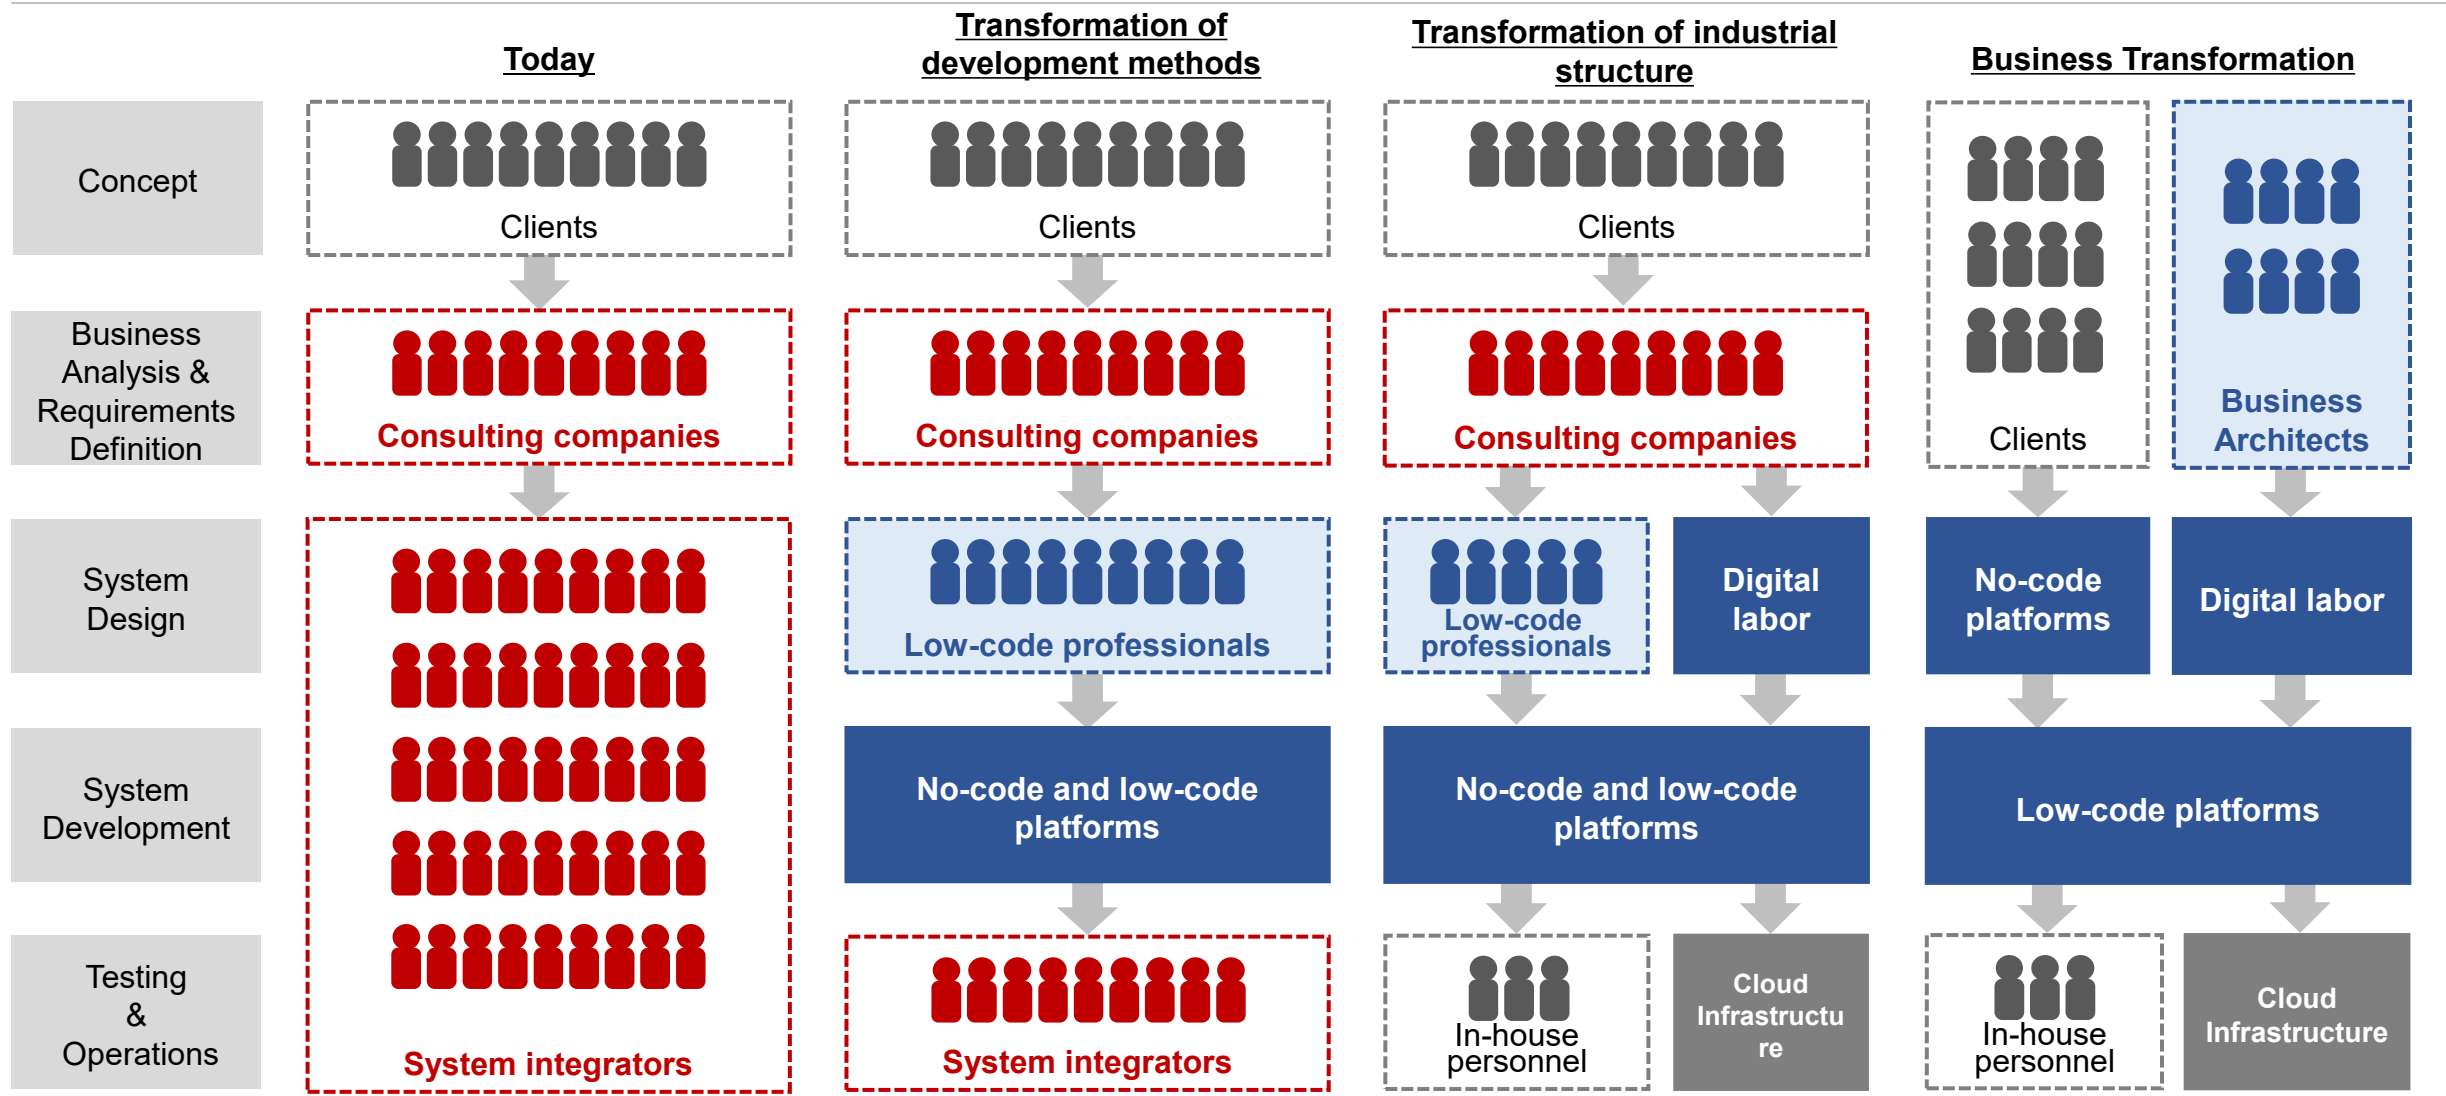 Today
Transformation of
development methods
Transformation of industrial
structure
Business Transformation
Concept
Clients
Clients
Clients
Business
Analysis &
Requirements
Definition
Consulting companies
Consulting companies
Consulting companies
Clients
Business
Architects
System
Design
Low-code professionals
Low-code
professionals
Digital
labor
No-code
platforms
Digital labor
System
Development
No-code and low-code
platforms
No-code and low-code
platforms
Low-code platforms
Testing
&
Operations
System integrators
System integrators
In-house
personnel
Cloud
Infrastructu
re
In-house
personnel
Cloud
Infrastructure